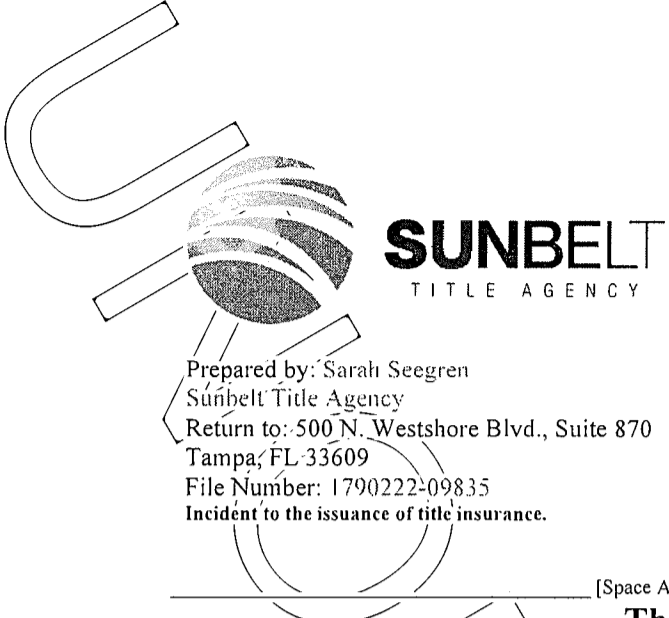 SUNBELT
TITLE AGENCY
Prepared by: Sarah Seegren
Sunbelt Title Agency
Return to: 500 N. Westshore Blvd., Suite 870
Tampa, FL 33609
File Number: 1790222-09835
Incident to the issuance of title insurance.
[Space A
Th